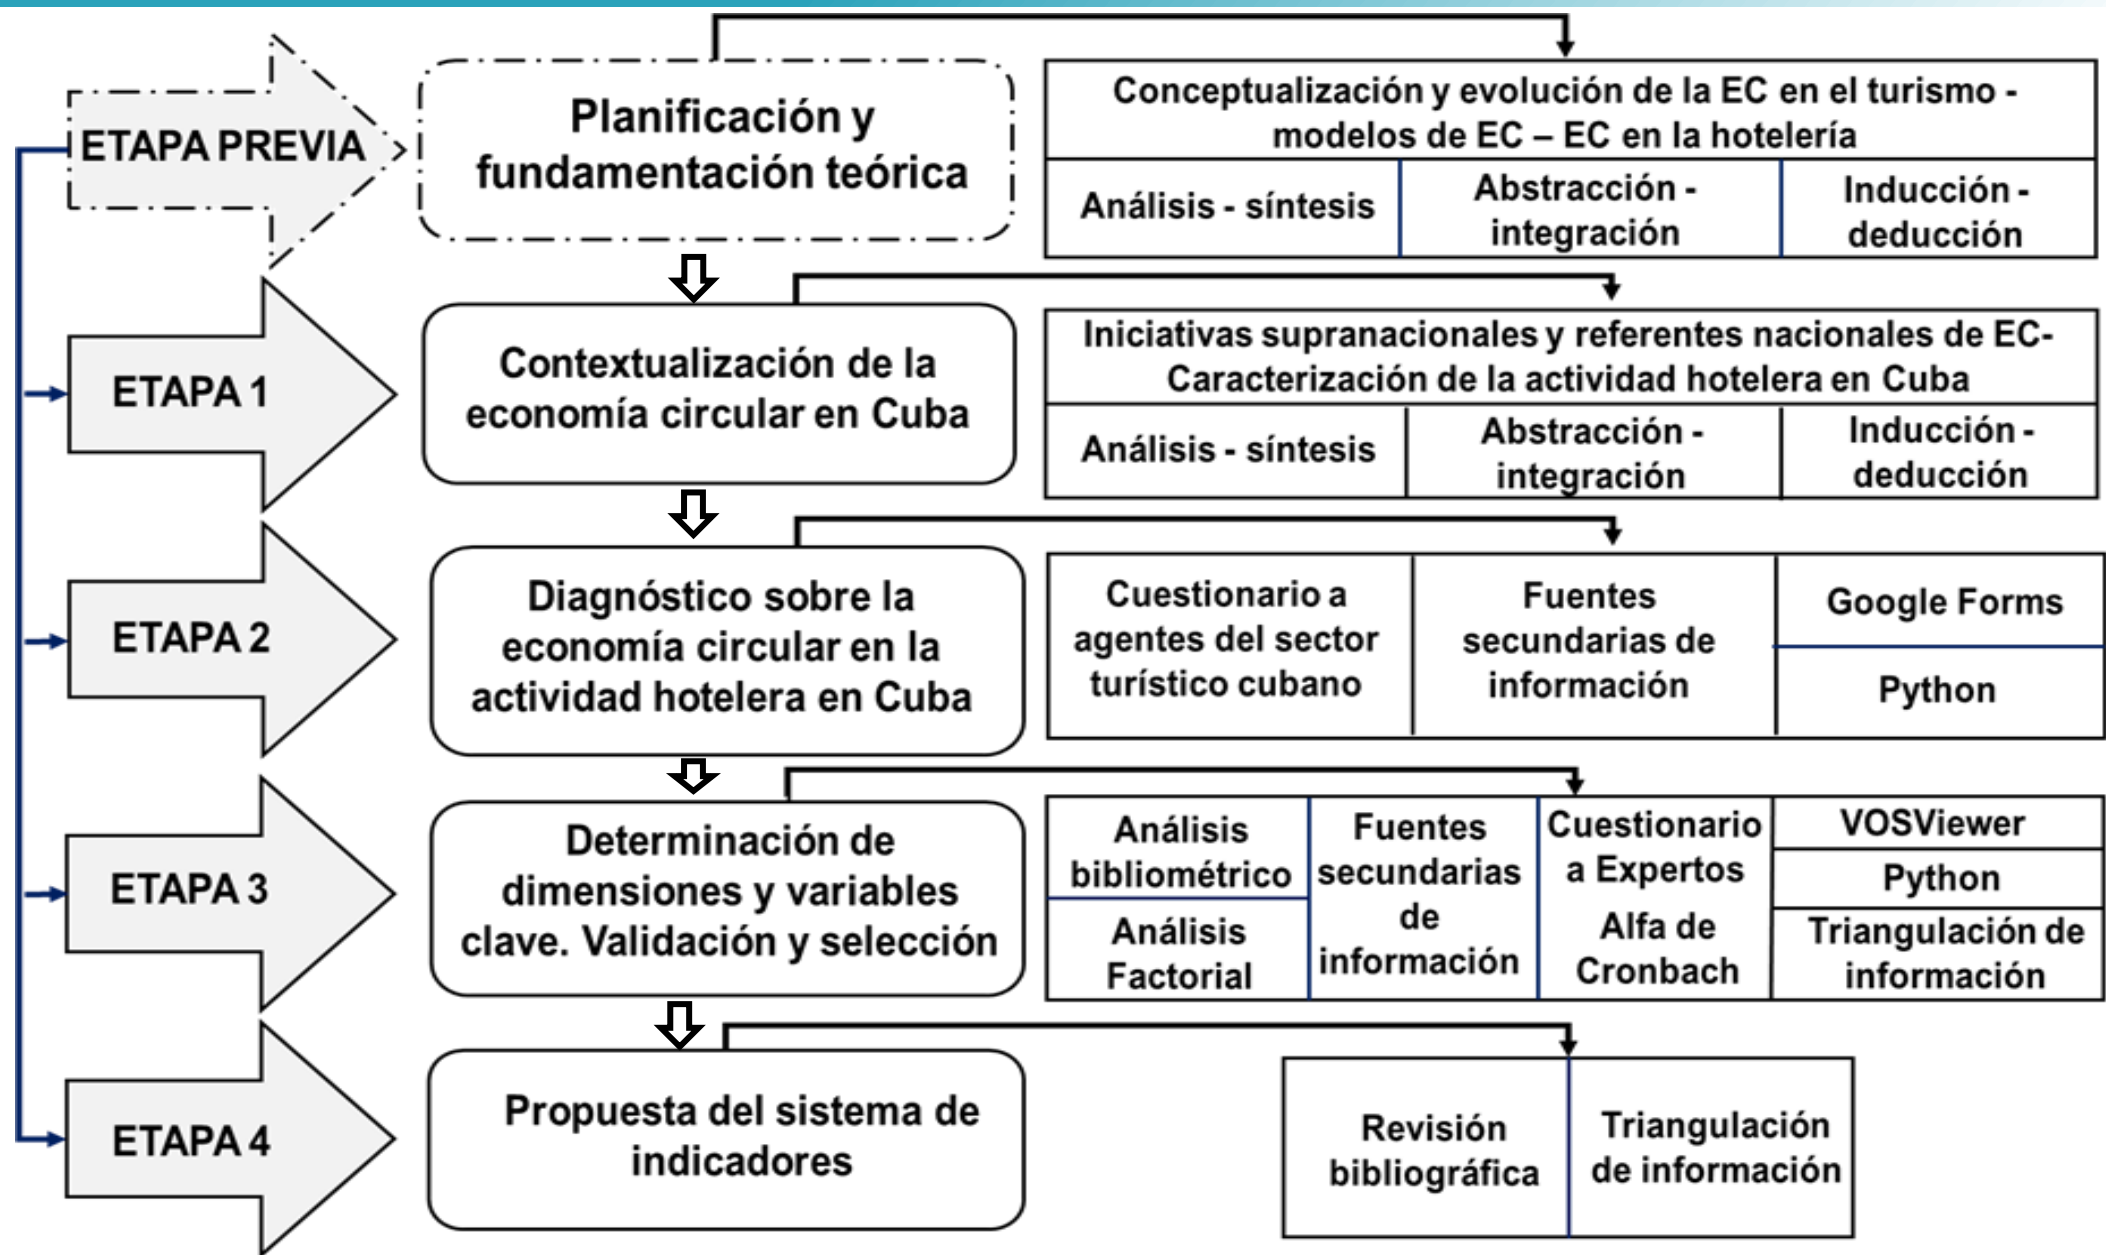 ETAPA PREVIA
Planificación y
fundamentación teórica
Conceptualización y evolución de la EC en el turismo -
modelos de EC – EC en la hotelería
Análisis - síntesis
Abstracción -
integración
Inducción -
deducción
ETAPA 1
Contextualización de la
economía circular en Cuba
Iniciativas supranacionales y referentes nacionales de EC-
Caracterización de la actividad hotelera en Cuba
Análisis - síntesis
Abstracción -
integración
Inducción -
deducción
ETAPA 2
Diagnóstico sobre la
economía circular en la
actividad hotelera en Cuba
Cuestionario a
agentes del sector
turístico cubano
Fuentes
secundarias de
información
Google Forms
Python
ETAPA 3
Determinación de
dimensiones y variables
clave. Validación y selección
Análisis
bibliométrico
Análisis
Factorial
Fuentes
secundarias
de
información
Cuestionario
a Expertos
Alfa de
Cronbach
VOSViewer
Python
Triangulación de
información
ETAPA 4
Propuesta del sistema de
indicadores
Revisión
bibliográfica
Triangulación
de información